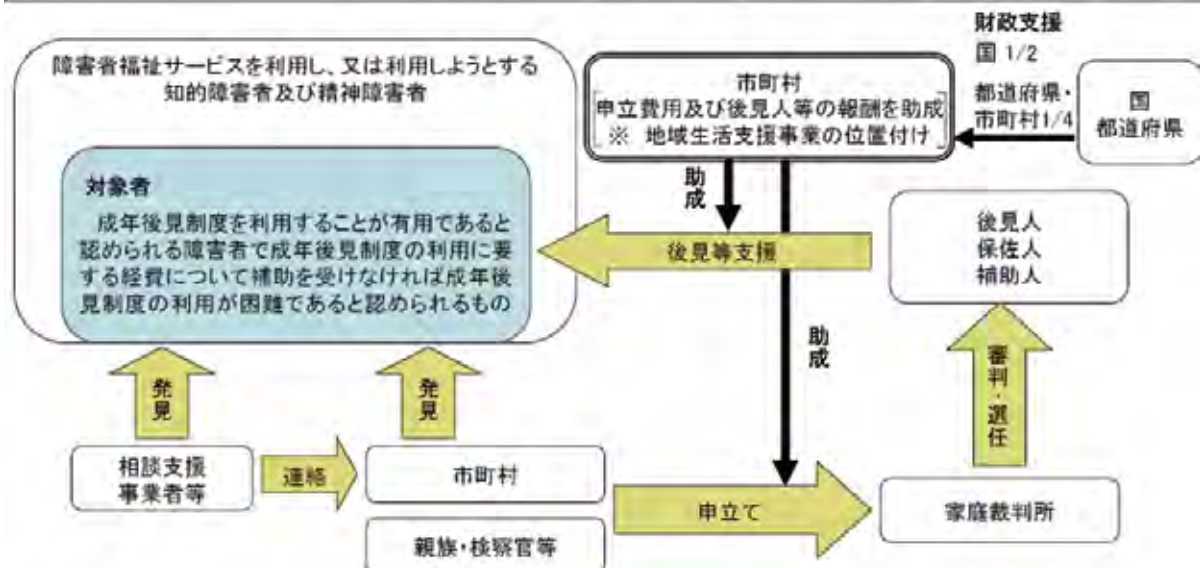 財政支援
国 1/2
都道府県・
市町村1/4
国
都道府県
市町村
申立費用及び後見人等の報酬を助成
※ 地域生活支援事業の位置付け
障害者福祉サービスを利用し、又は利用しようとする
知的障害者及び精神障害者
対象者
成年後見制度を利用することが有用であると
認められる障害者で成年後見制度の利用に要
する経費について補助を受けなければ成年後
見制度の利用が困難であると認められるもの
助成
後見等支援
後見人
保佐人
補助人
助成
審判・選任
発見
発見
相談支援
事業者等
連絡
市町村
親族・検察官等
申立て
家庭裁判所